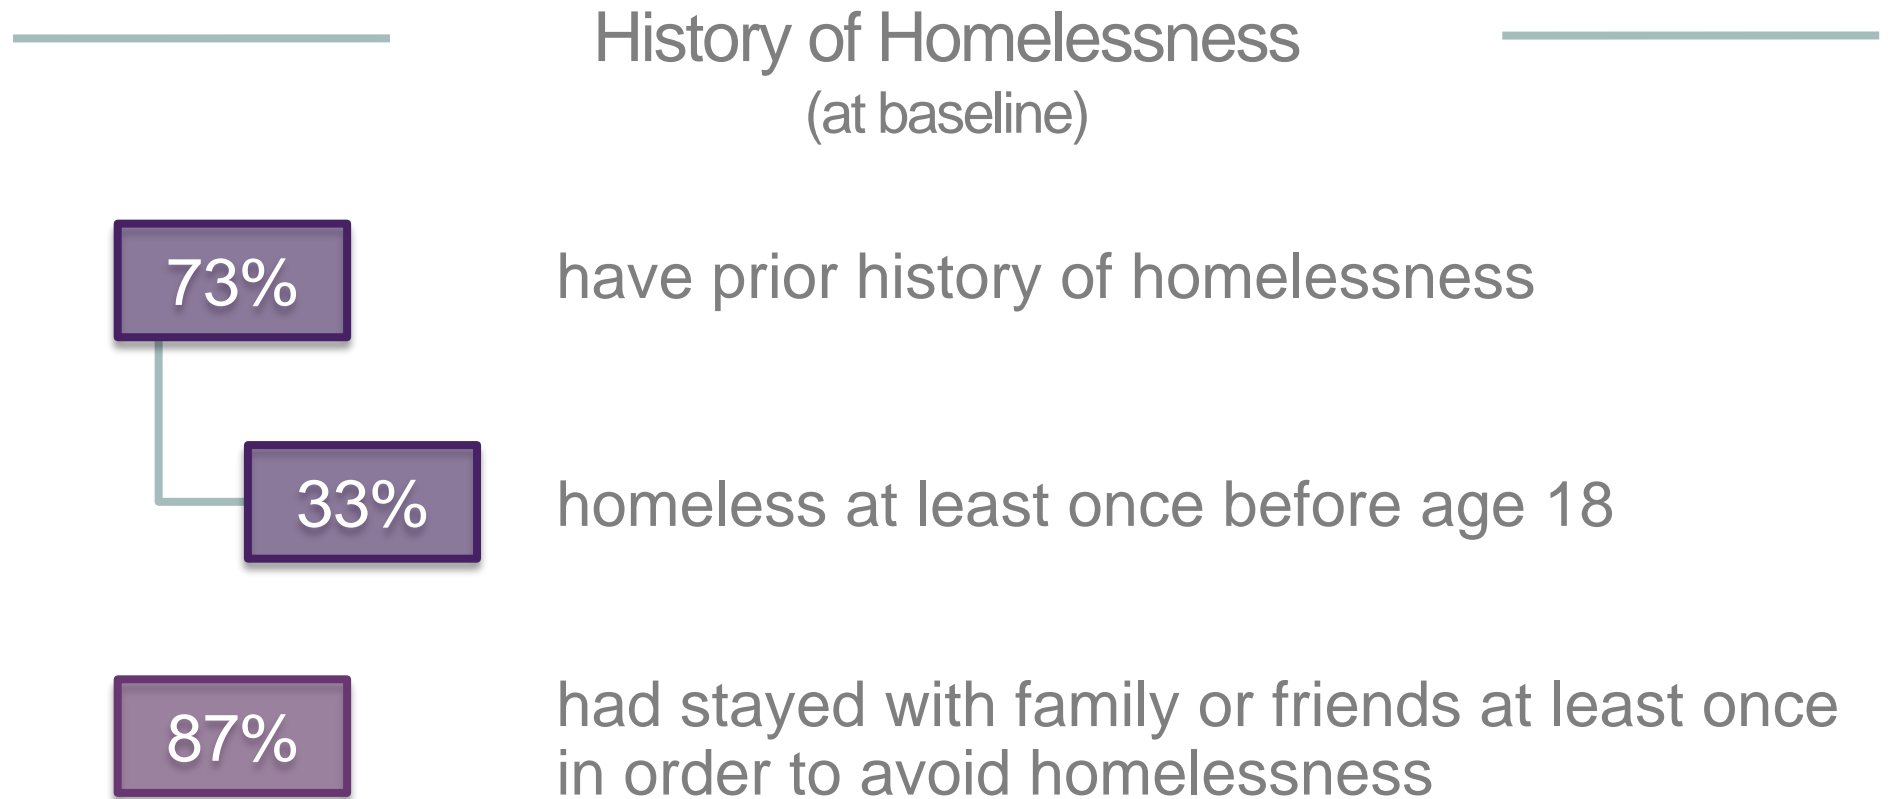 History of Homelessness
(at baseline)
73%
have prior history of homelessness
33%
homeless at least once before age 18
87%
had stayed with family or friends at least once
in order to avoid homelessness